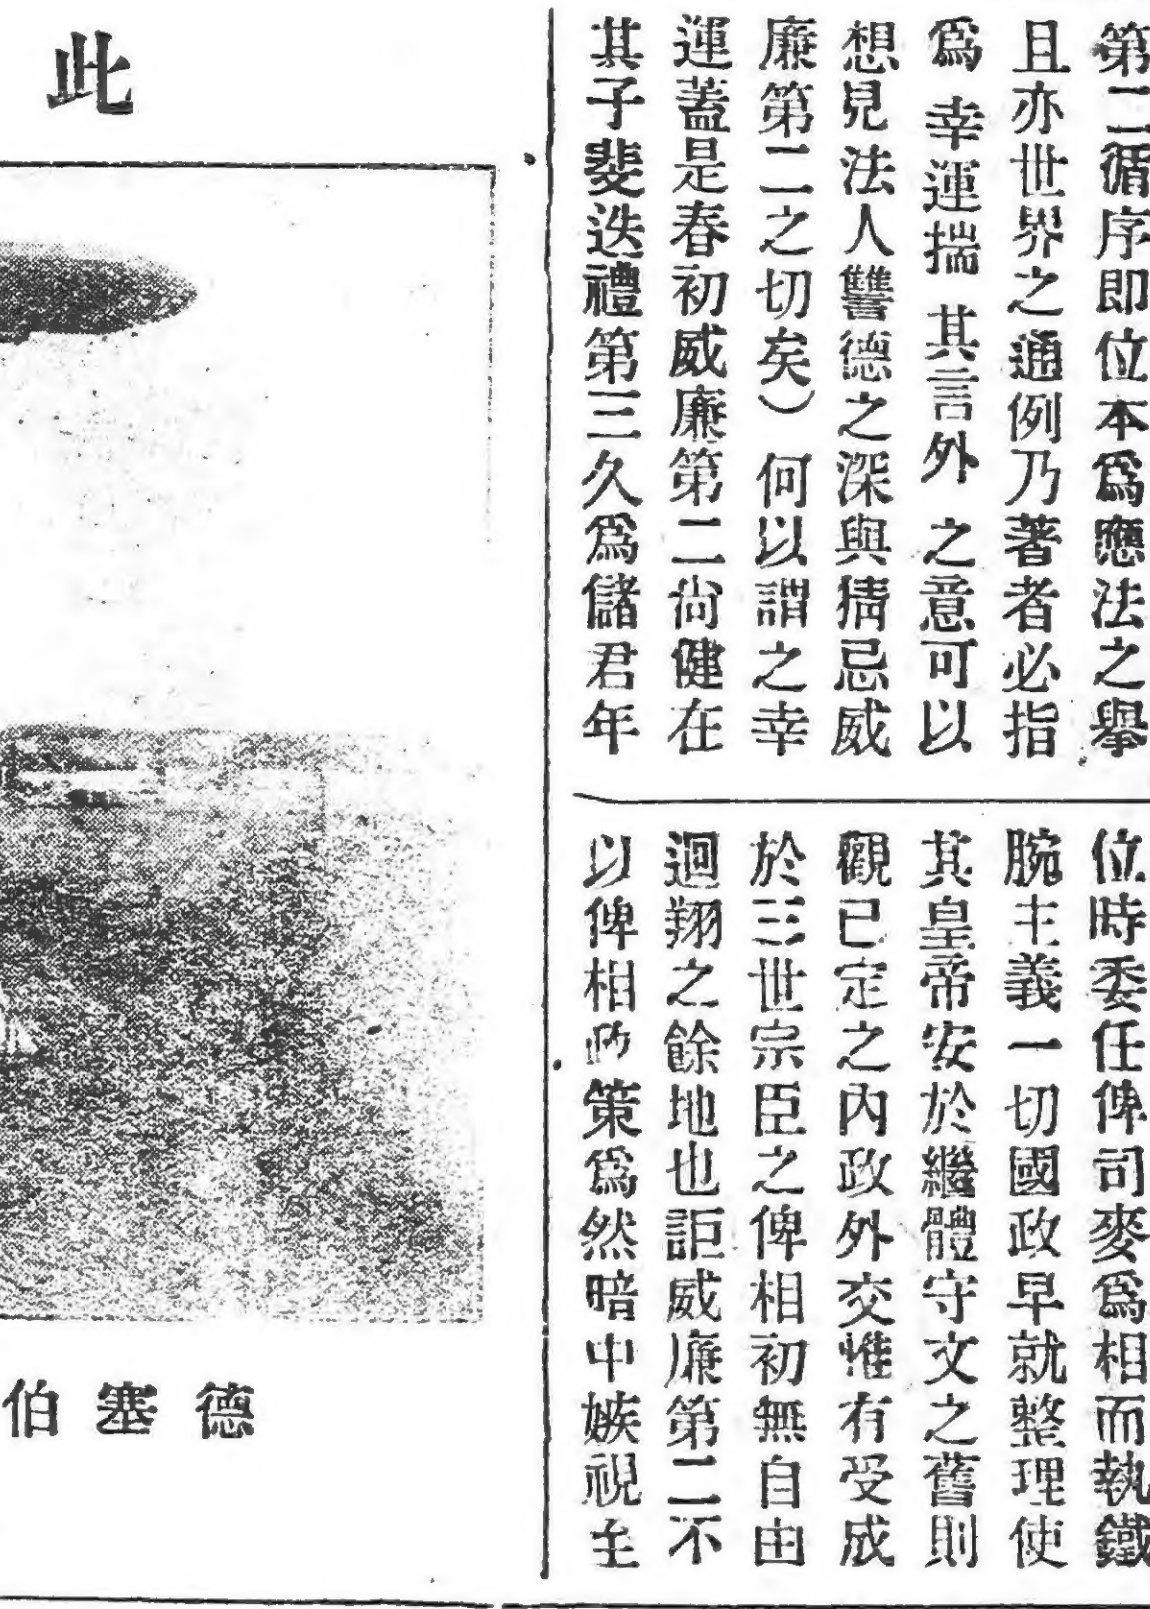 第二循序即位本爲應法之舉
且亦世界之通例乃著者必指
爲幸運揣其言外之意可以
想見法人讐德之深與猜忌威
廉第二之切矣）何以謂之幸
運蓋是春初威廉第二尙健在
其子斐迭禮第三久爲儲君年
位時委任俾司麥爲相而執鐵
腕主義一切國政早就整理使
其皇帝安於繼體守文之舊則
觀已定之內政外交惟有受成
於三世宗臣之俾相初無自由
迴翔之餘地也詎威廉第二不
以俾相政策爲然暗中嫉視至
此
德塞伯